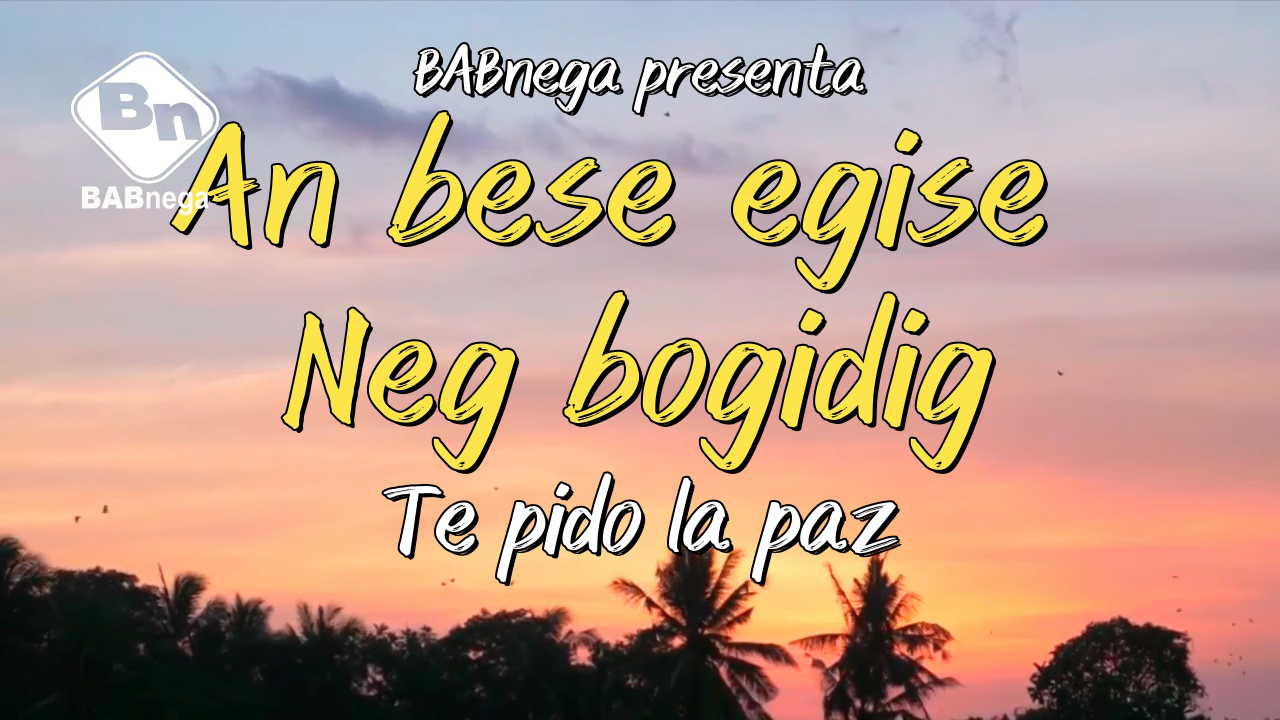 BABnega presenta
Bn
BABnega
An bese egise
Neg bogidig
Te pido la paz